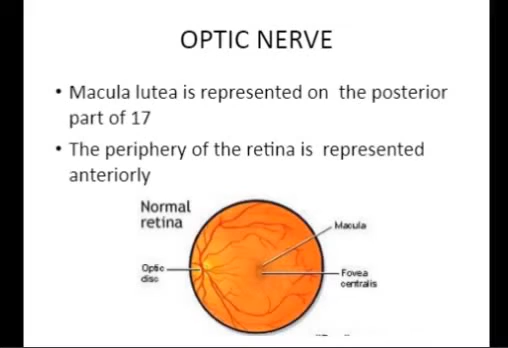 OPTIC NERVE
• Macula lutea is represented on the posterior
part of 17
• The periphery of the retina is represented
anteriorly
Normal
retina
Macula
Optic
disc
Fovea
centralis